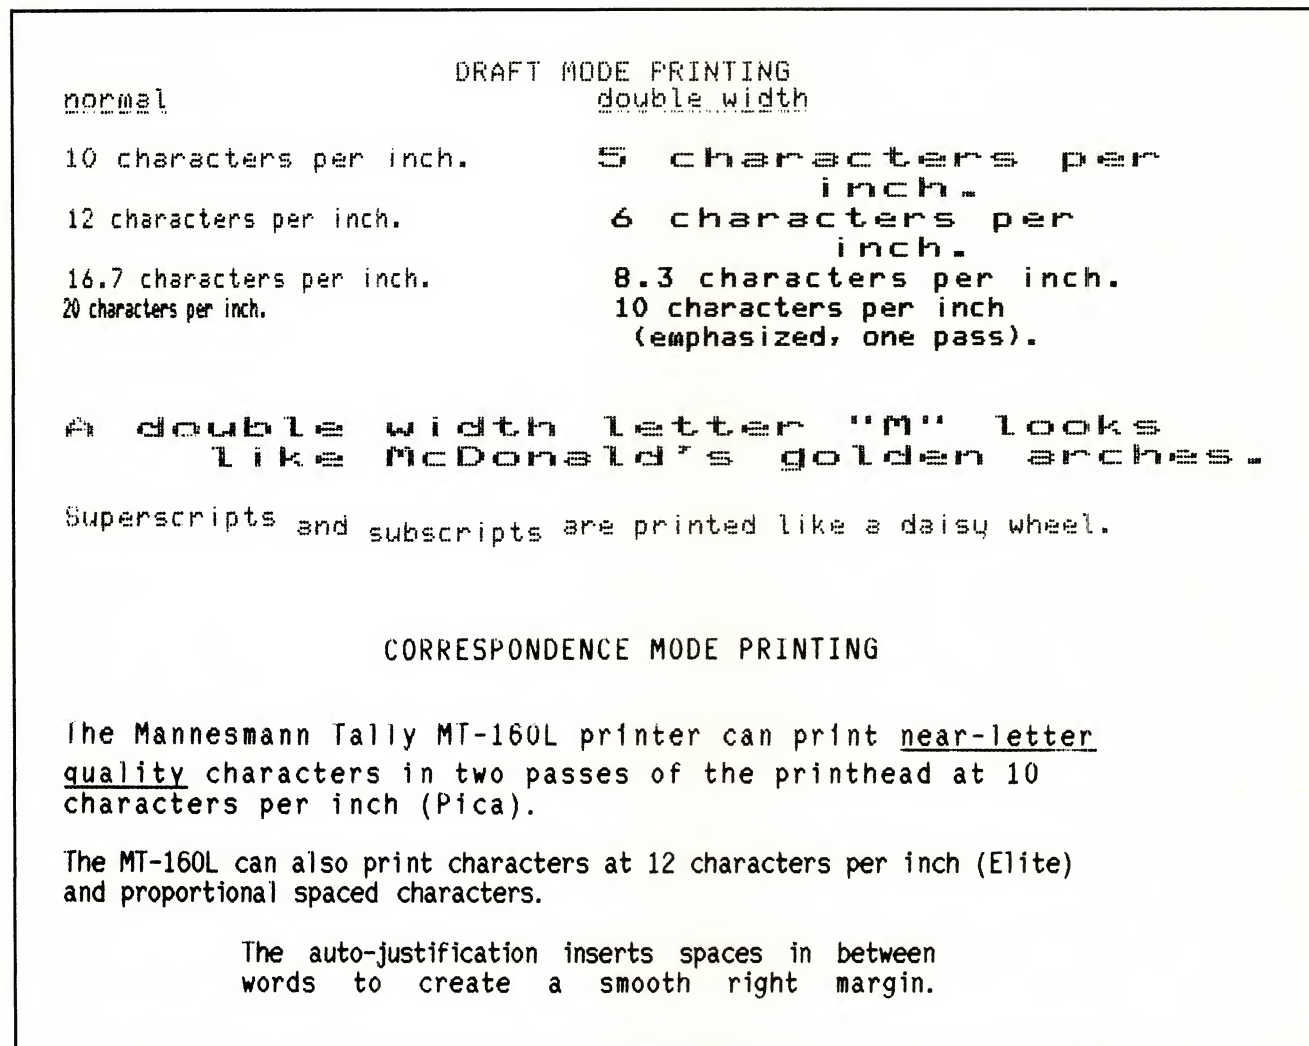 DRAFT MODE PRINTING
normal double width
10 characters per inch. 5 characters per
inch.
12 characters per inch. 6 characters per
inch.
16.7 characters per inch. 8.3 characters per inch.
20 characters per inch. 10 characters per inch
(emphasized, one pass).
A double width letter "M" looks
like McDonald's golden arches.
Superscripts and subscripts are printed like a daisy wheel.
CORRESPONDENCE MODE PRINTING
The Mannesmann Tally MT-160L printer can print near-letter
quality characters in two passes of the printhead at 10
characters per inch (Pica).
The MT-160L can also print characters at 12 characters per inch (Elite)
and proportional spaced characters.
The auto-justification inserts spaces in between
words to create a smooth right margin.